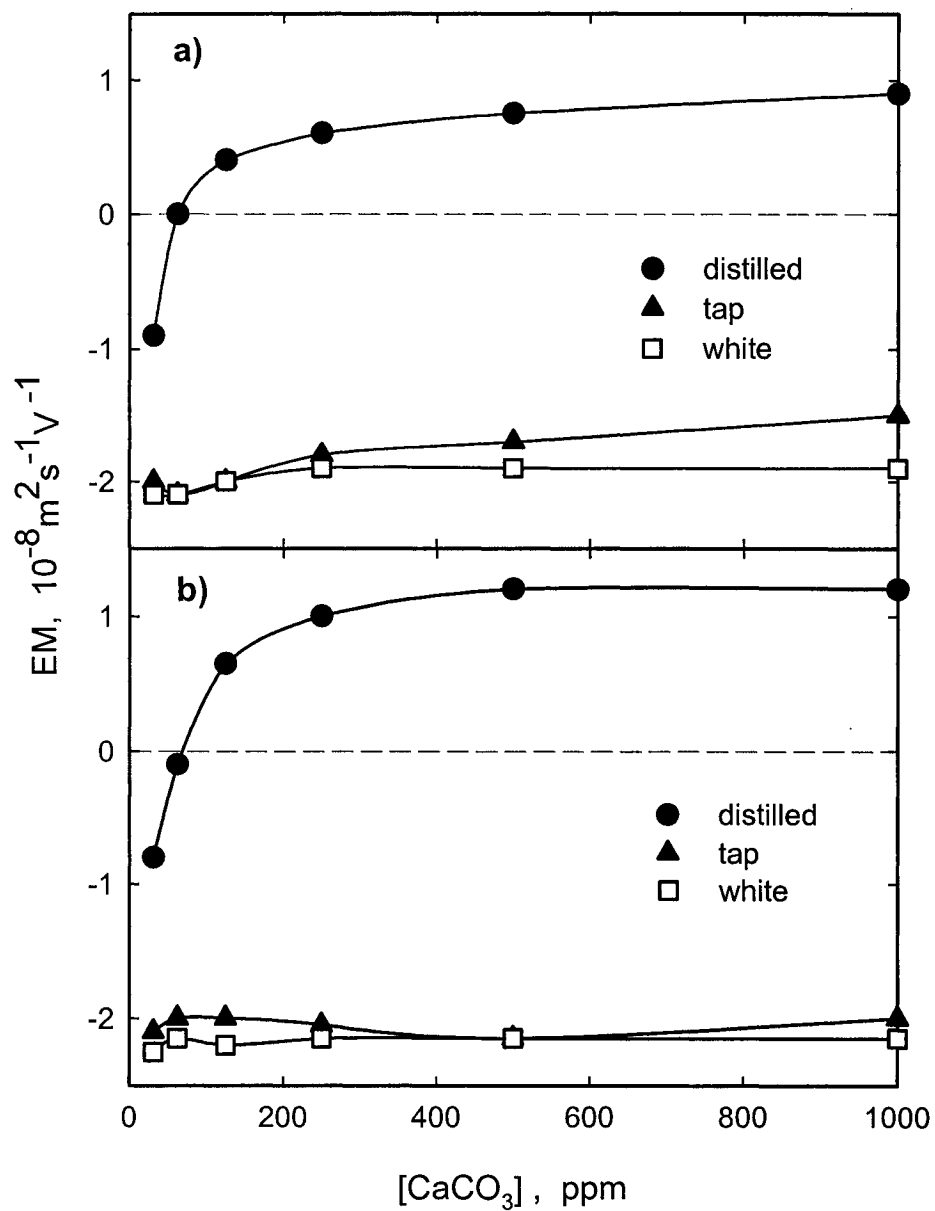 a)
1
0
-1
-2
distilled
tap
white
EM, 10⁻⁸m²s⁻¹V⁻¹
b)
1
0
-1
-2
distilled
tap
white
0 200 400 600 800 1000
[CaCO₃] , ppm